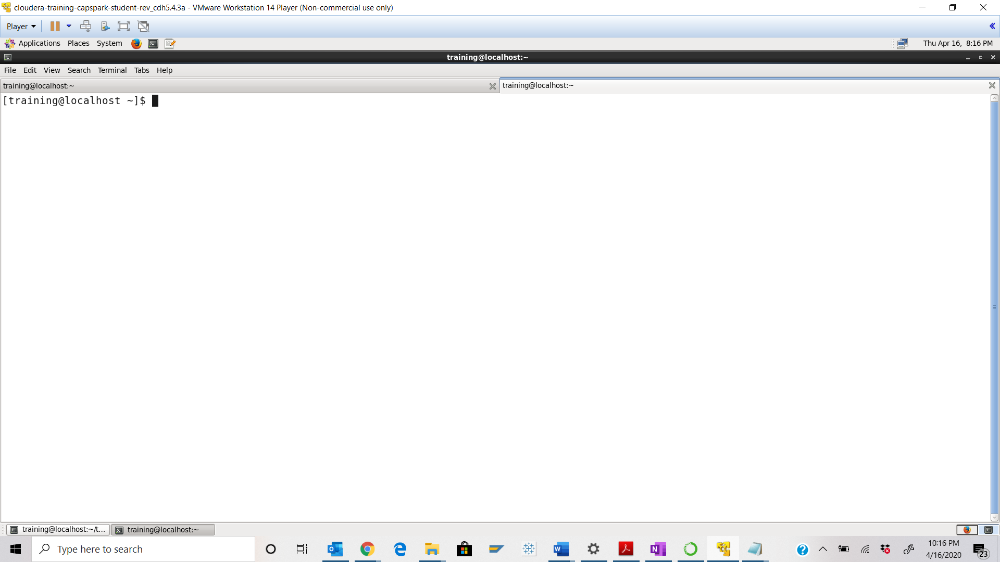 cloudera-training-capspark-student-rev_cdh5.4.3a - VMware Workstation 14 Player (Non-commercial use only)
Player
Applications Places System Thu Apr 16, 8:16 PM
training@localhost:~
File Edit View Search Terminal Tabs Help
training@localhost:~ training@localhost:~
[training@localhost ~]$
training@localhost:~/t... training@localhost:~
Type here to search
10:16 PM
4/16/2020
23